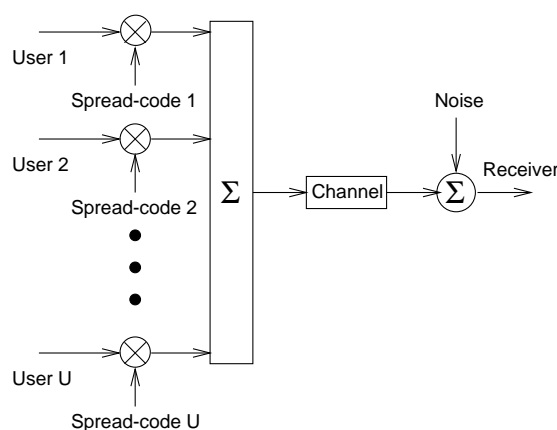 User 1
Spread-code 1
User 2
Spread-code 2
User U
Spread-code U
Σ
Channel
Noise
Σ
Receiver